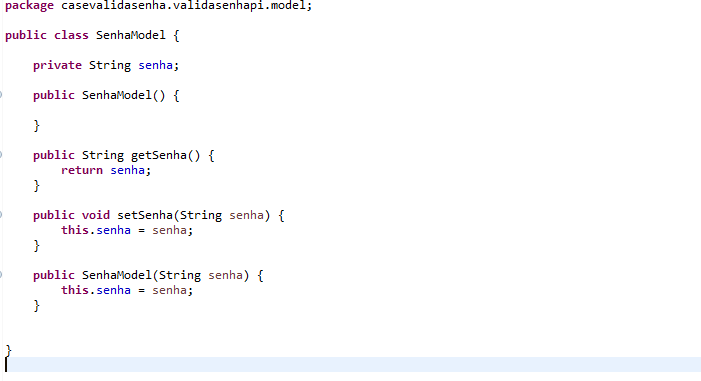 package casevalidasenha.validasenhapi.model;
public class SenhaModel {
private String senha;
public SenhaModel() {
}
public String getSenha() {
return senha;
}
public void setSenha(String senha) {
this.senha = senha;
}
public SenhaModel(String senha) {
this.senha = senha;
}
}